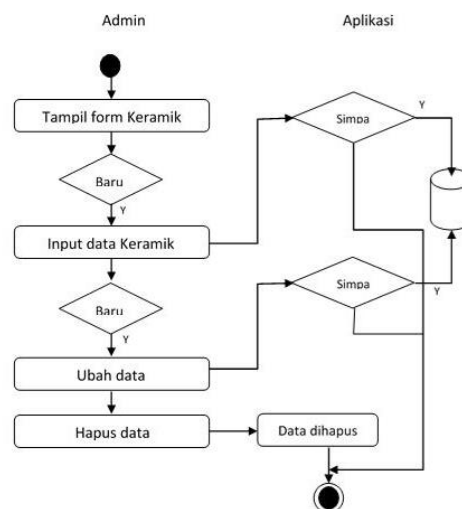 Admin
Aplikasi
Tampil form Keramik
Simpa
Y
Baru
Y
Input data Keramik
Baru
Simpa
Y
Y
Ubah data
Hapus data
Data dihapus